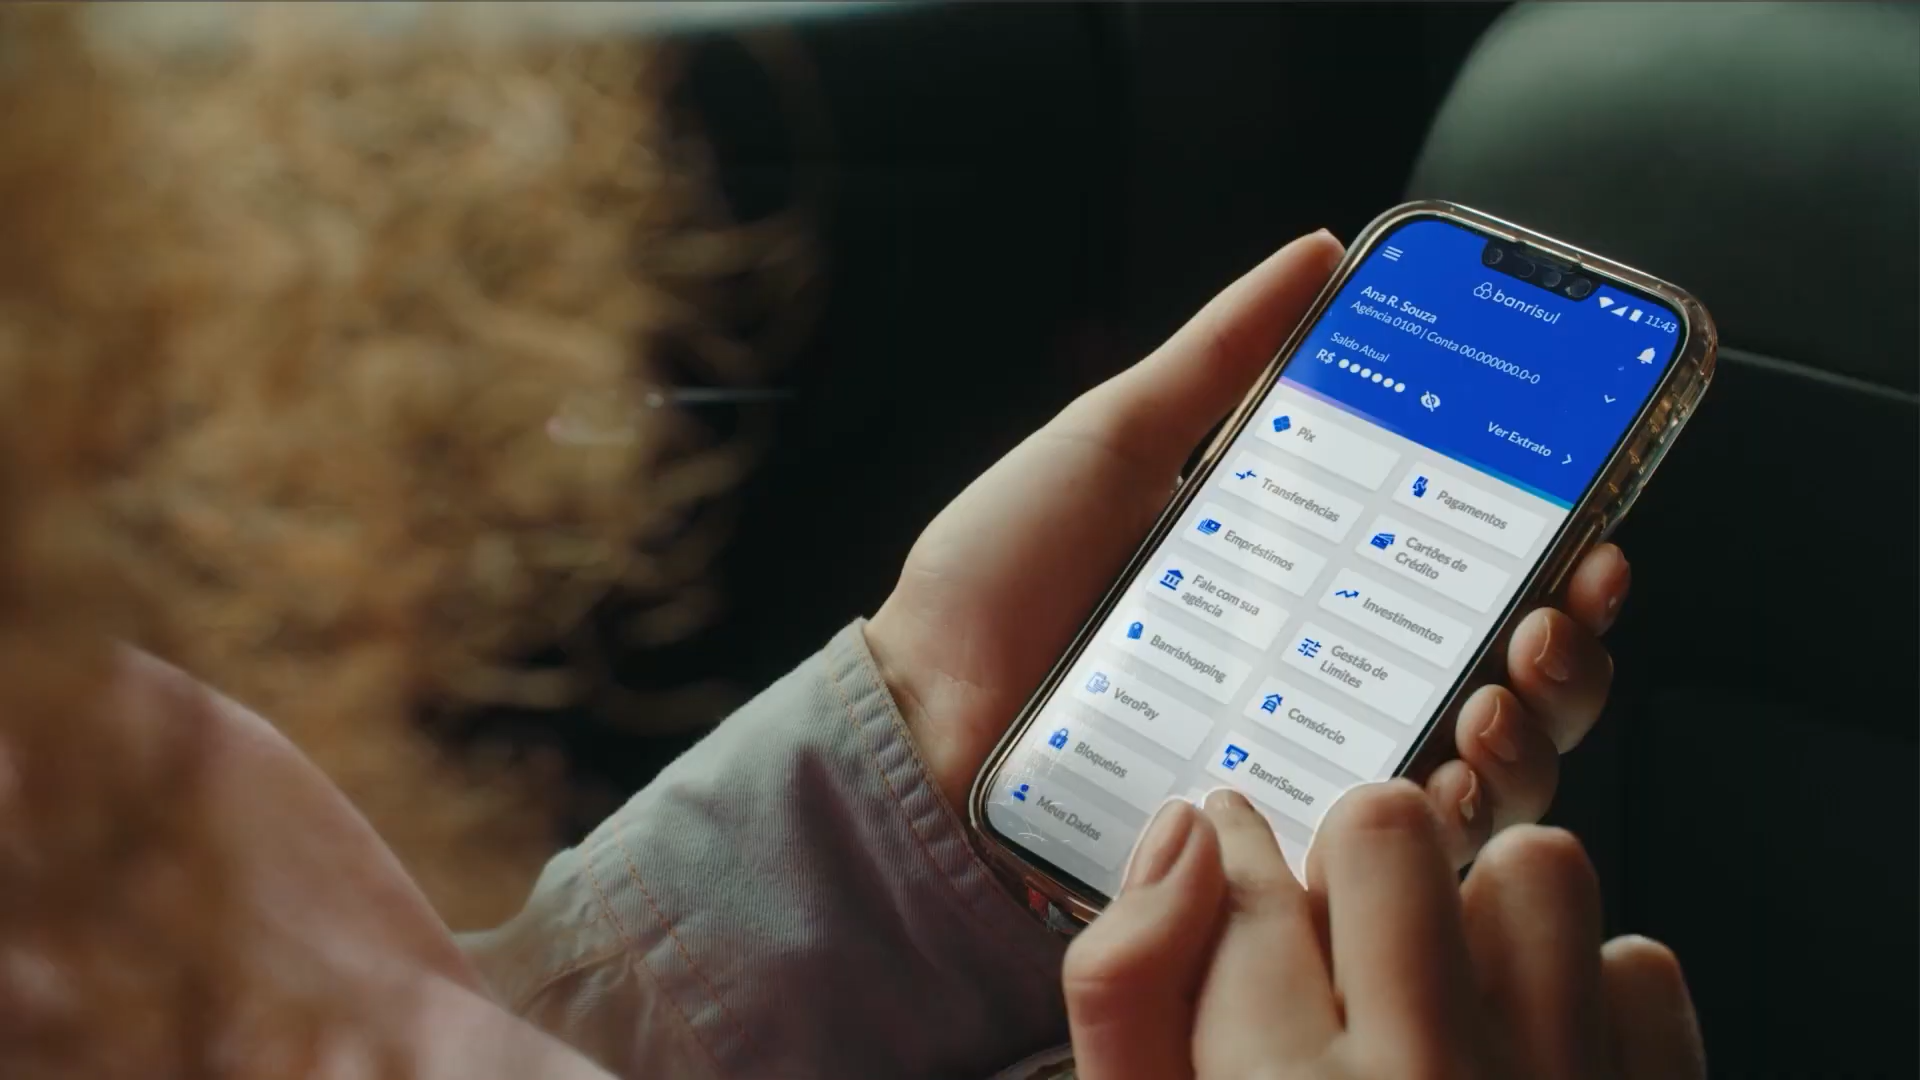 banrisul
11:43
Ana R. Souza
Agência 0100 | Conta 00.000000.0-0
Saldo Atual
R$ ●●●●●●
Ver Extrato
Pix
Pagamentos
Transferências
Cartões de
Crédito
Empréstimos
Investimentos
Fale com sua
agência
Gestão de
Limites
Banrishopping
Consórcio
VeroPay
BanriSaque
Bloqueios
Meus Dados